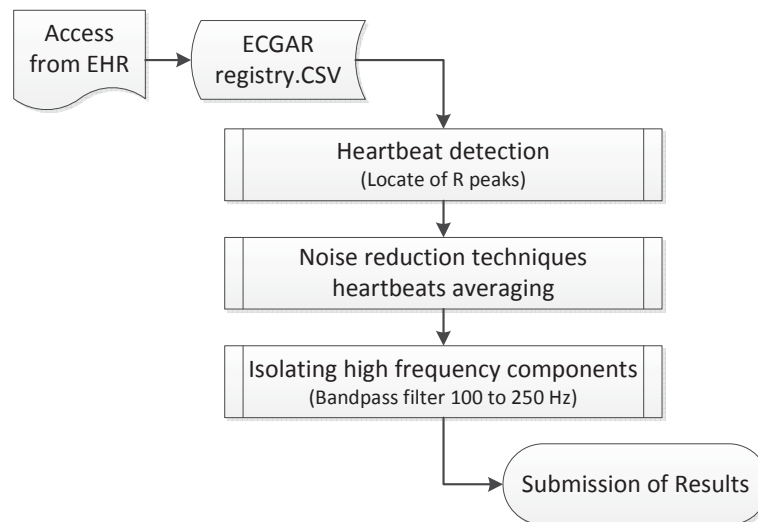 Access
from EHR
ECGAR
registry.CSV
Heartbeat detection
(Locate of R peaks)
Noise reduction techniques
heartbeats averaging
Isolating high frequency components
(Bandpass filter 100 to 250 Hz)
Submission of Results